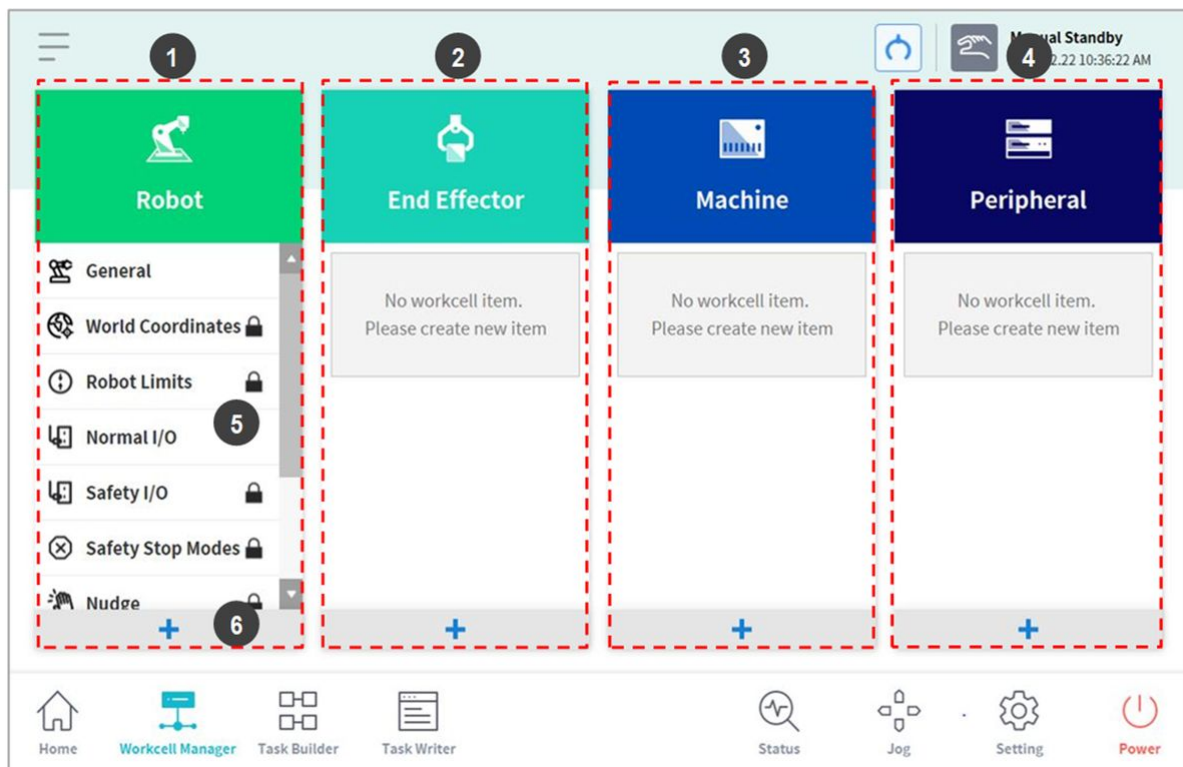 1
2
3
4
Standby
2.22 10:36:22 AM
Robot
End Effector
Machine
Peripheral
General
World Coordinates
Robot Limits
5
Normal I/O
Safety I/O
Safety Stop Modes
Nudge
6
No workcell item.
Please create new item
No workcell item.
Please create new item
No workcell item.
Please create new item
+
+
+
+
Home
Workcell Manager
Task Builder
Task Writer
Status
Jog
Setting
Power